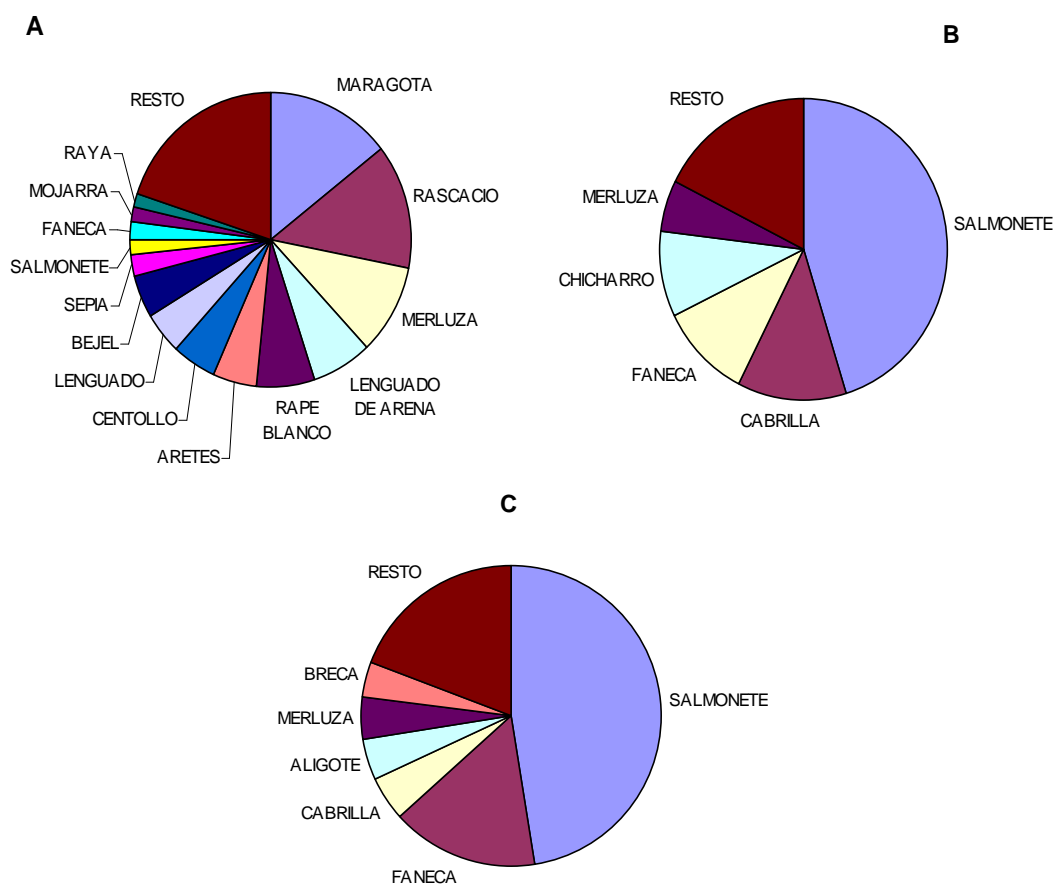 A
MARAGOTA
RASCACIO
MERLUZA
LENGUADO
DE ARENA
RAPE
BLANCO
ARETES
CENTOLLO
LENGUADO
BEJEL
SEPIA
SALMONETE
FANECA
MOJARRA
RAYA
RESTO
B
SALMONETE
CABRILLA
FANECA
CHICHARRO
MERLUZA
RESTO
C
SALMONETE
FANECA
CABRILLA
ALIGOTE
MERLUZA
BRECA
RESTO